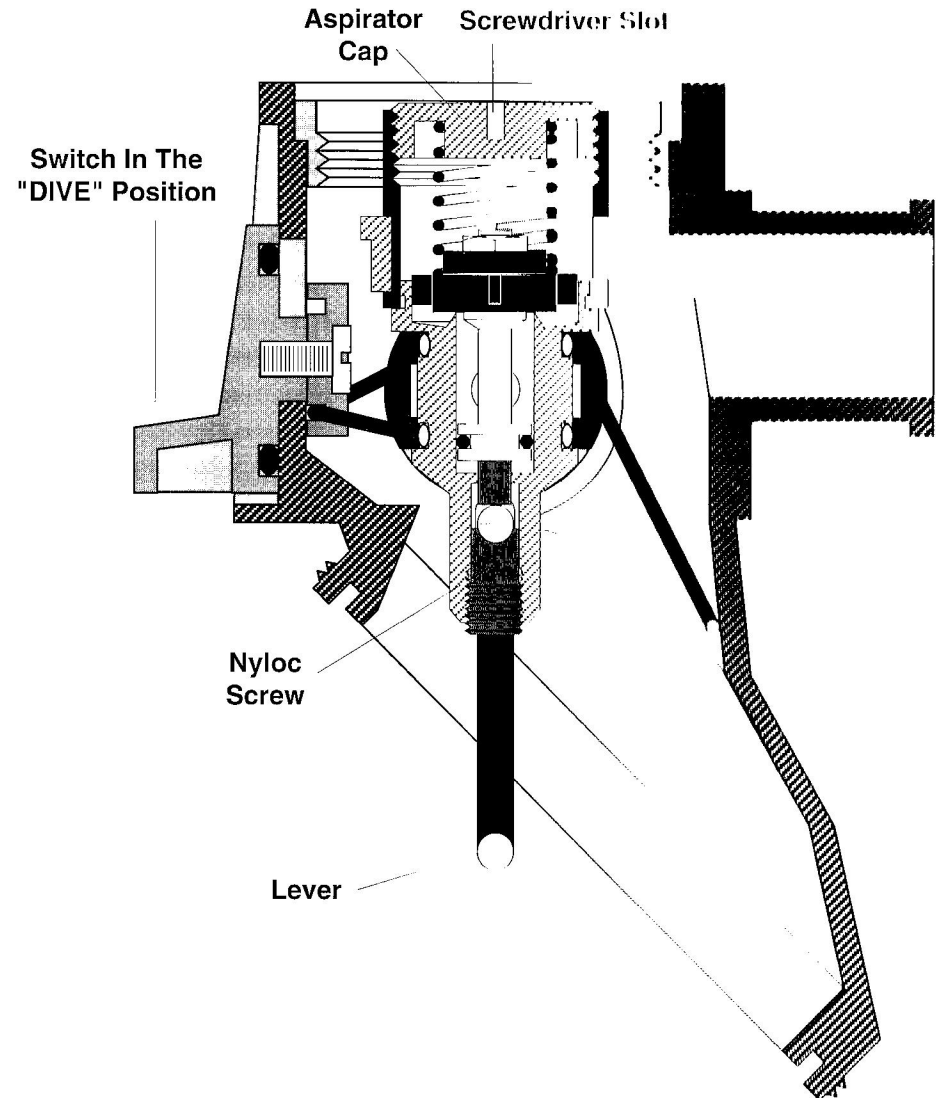 Aspirator
Cap
Screwdriver Slot
Switch In The
"DIVE" Position
Nyloc
Screw
Lever